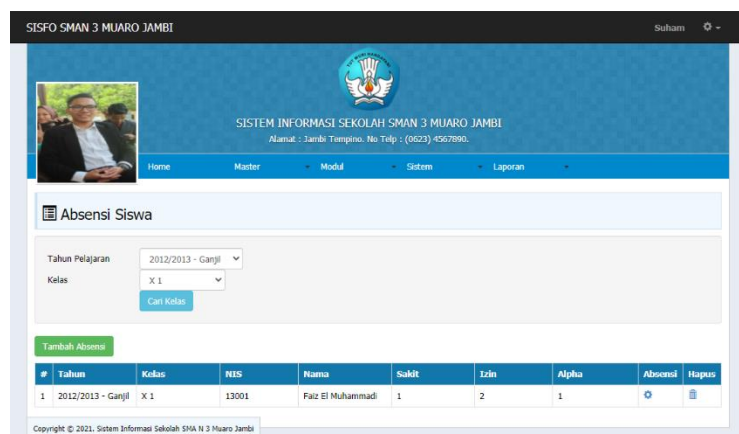 SISFO SMAN 3 MUARO JAMBI Suham
SISTEM INFORMASI SEKOLAH SMAN 3 MUARO JAMBI
Alamat : Jambi Tempino. No Telp : (0623) 4567890.
Home Master Modul Sistem Laporan
Absensi Siswa
Tahun Pelajaran 2012/2013 - Ganjil
Kelas X 1
Cari Kelas
Tambah Absensi
# Tahun Kelas NIS Nama Sakit Izin Alpha Absensi Hapus
1 2012/2013 - Ganjil X 1 13001 Faiz El Muhammadi 1 2 1
Copyright © 2021. Sistem Informasi Sekolah SMA N 3 Muaro Jambi